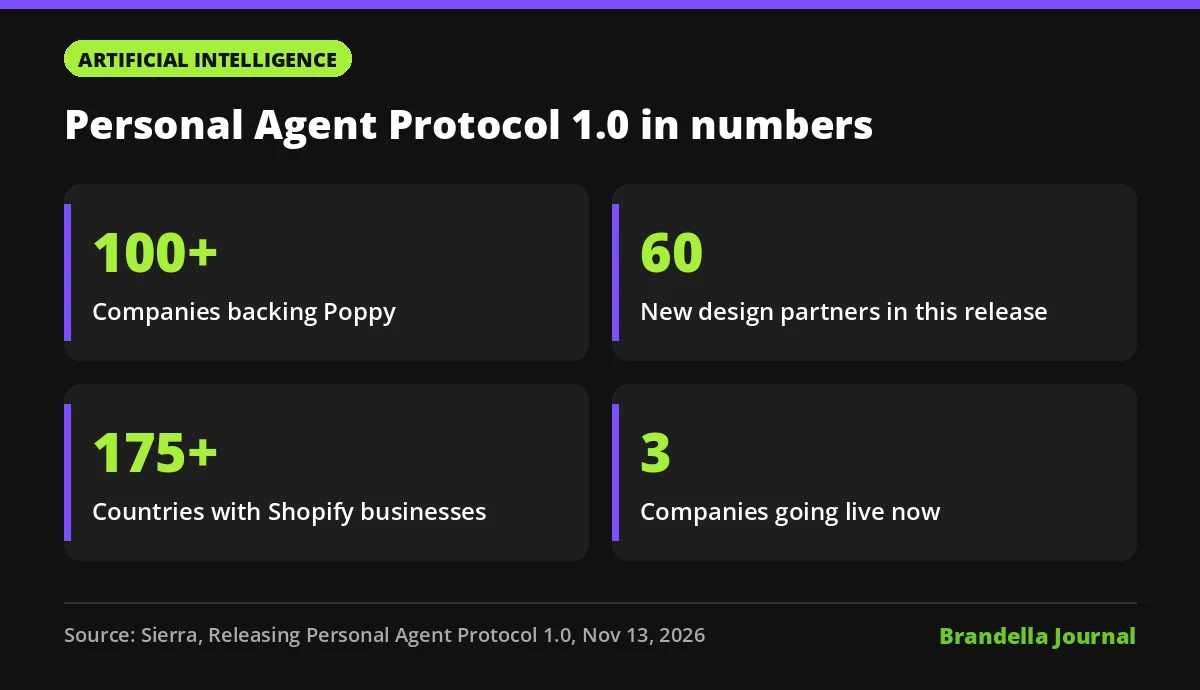 ARTIFICIAL INTELLIGENCE
Personal Agent Protocol 1.0 in numbers
100+
Companies backing Poppy
60
New design partners in this release
175+
Countries with Shopify businesses
3
Companies going live now
Source: Sierra, Releasing Personal Agent Protocol 1.0, Nov 13, 2026
Brandella Journal